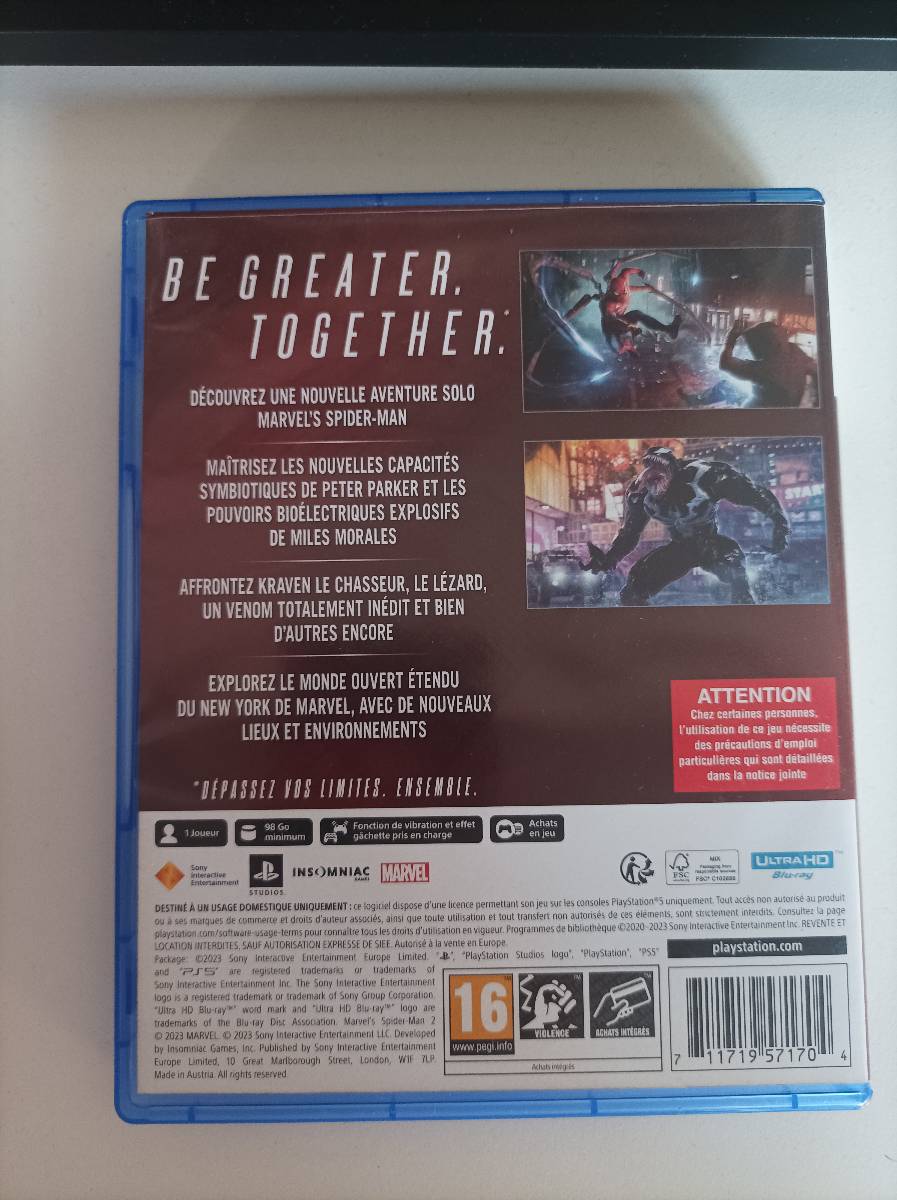 BE GREATER.
TOGETHER.*
DÉCOUVREZ UNE NOUVELLE AVENTURE SOLO
MARVEL'S SPIDER-MAN
MAÎTRISEZ LES NOUVELLES CAPACITÉS
SYMBIOTIQUES DE PETER PARKER ET LES
POUVOIRS BIOÉLECTRIQUES EXPLOSIFS
DE MILES MORALES
AFFRONTEZ KRAVEN LE CHASSEUR, LE LÉZARD,
UN VENOM TOTALEMENT INÉDIT ET BIEN
D'AUTRES ENCORE
EXPLOREZ LE MONDE OUVERT ÉTENDU
DU NEW YORK DE MARVEL, AVEC DE NOUVEAUX
LIEUX ET ENVIRONNEMENTS
*DÉPASSEZ VOS LIMITES. ENSEMBLE.
STAR
ATTENTION
Chez certaines personnes,
l'utilisation de ce jeu nécessite
des précautions d'emploi
particulières qui sont détaillées
dans la notice jointe
1 Joueur
98 Go
minimum
Fonction de vibration et effet
gâchette pris en charge
Achats
en jeu
Sony
Interactive
Entertainment
STUDIOS
INSOMNIAC
GAMES
MARVEL
FSC
MIX
Packaging from
responsible sources
FSC® C102888
ULTRA HD
Blu-ray™
DESTINÉ À UN USAGE DOMESTIQUE UNIQUEMENT : ce logiciel dispose d'une licence permettant son jeu sur les consoles PlayStation®5 uniquement. Tout accès non autorisé au produit
ou à ses marques de commerce et droits d'auteur associés, ainsi que toute utilisation et tout transfert non autorisés de ces éléments, sont strictement interdits. Consultez la page
playstation.com/software-usage-terms pour connaître tous les droits d'utilisation en vigueur. Programmes de bibliothèque ©2020-2023 Sony Interactive Entertainment Inc. REVENTE ET
LOCATION INTERDITES, SAUF AUTORISATION EXPRESSE DE SIEE. Autorisé à la vente en Europe.
Package: ©2023 Sony Interactive Entertainment Europe Limited. "PlayStation Studios logo", "PlayStation", "PS5"
and "PS5" are registered trademarks or trademarks of
Sony Interactive Entertainment Inc. The Sony Interactive Entertainment
logo is a registered trademark or trademark of Sony Group Corporation.
"Ultra HD Blu-ray™" word mark and "Ultra HD Blu-ray™" logo are
trademarks of the Blu-ray Disc Association. Marvel's Spider-Man 2
© 2023 MARVEL. © 2023 Sony Interactive Entertainment LLC. Developed
by Insomniac Games, Inc. Published by Sony Interactive Entertainment
Europe Limited, 10 Great Marlborough Street, London, W1F 7LP.
Made in Austria. All rights reserved.
playstation.com
16
www.pegi.info
VIOLENCE
ACHATS INTÉGRÉS
Achats intégrés
7 11719 57170 4